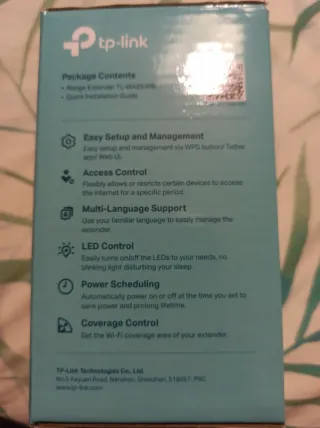 tp-link
Package Contents
• Range Extender
• Quick Installation Guide
Easy Setup and Management
Easy setup and management via WPS button/ Tether
app/ Web UI.
Access Control
Flexibly allows or restricts certain devices to access
the internet for a specific period.
Multi-Language Support
Use your familiar language to easily manage the
extender.
LED Control
Easily turns on/off the LEDs to your needs, no
blinking light disturbing your sleep.
Power Scheduling
Automatically power on or off at the time you set to
save power and prolong lifetime.
Coverage Control
Set the Wi-Fi coverage area of your extender.
TP-Link Technologies Co., Ltd.
No.5 Keyuan Road, Nanshan, Shenzhen, 518057, PRC
www.tp-link.com